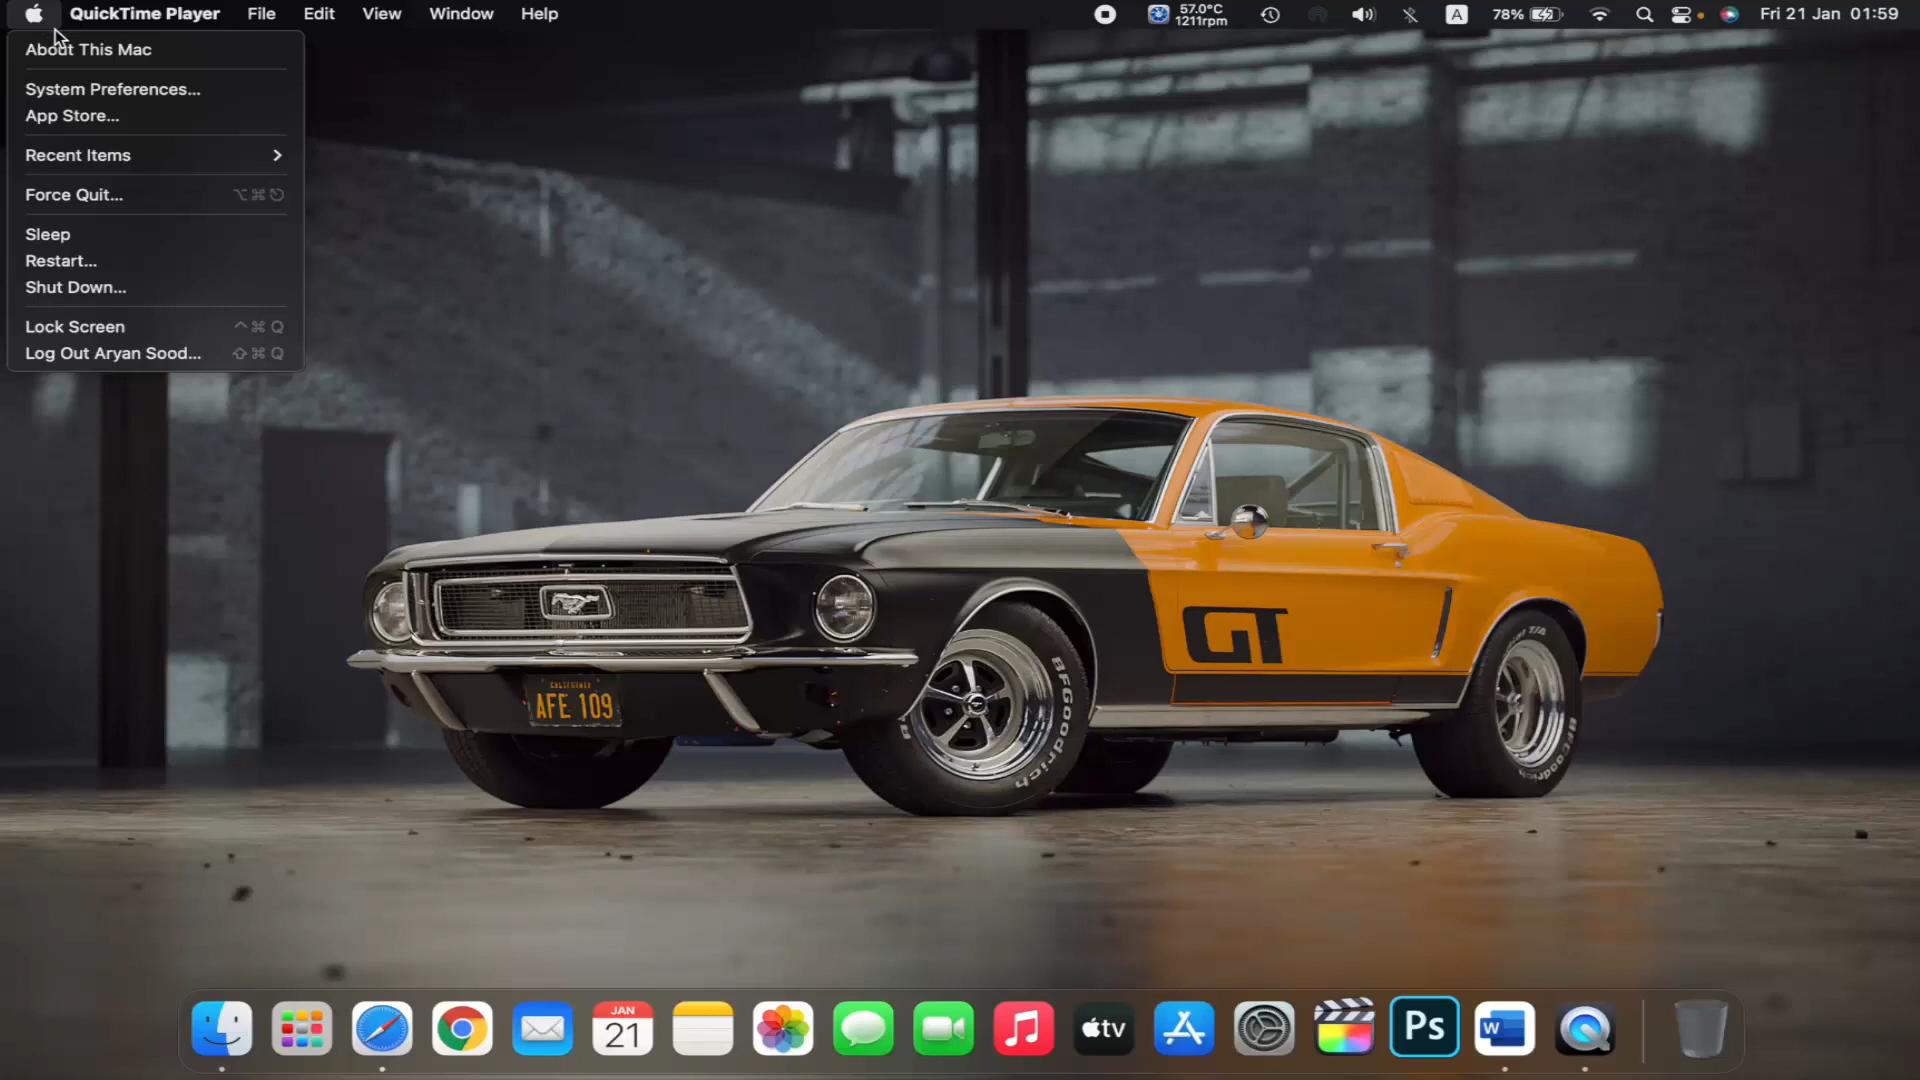 QuickTime Player File Edit View Window Help 57.0°C A 78% Fri 21 Jan 01:59
1211rpm
About This Mac
System Preferences...
App Store...
Recent Items
Force Quit... ⌥⌘⎋
Sleep
Restart...
Shut Down...
Lock Screen ^⌘Q
Log Out Aryan Sood... ⇧⌘Q
GT
CALIFORNIA
AFE 109
BFGoodrich
BFGoodrich
JAN
21
tv
Ps
W